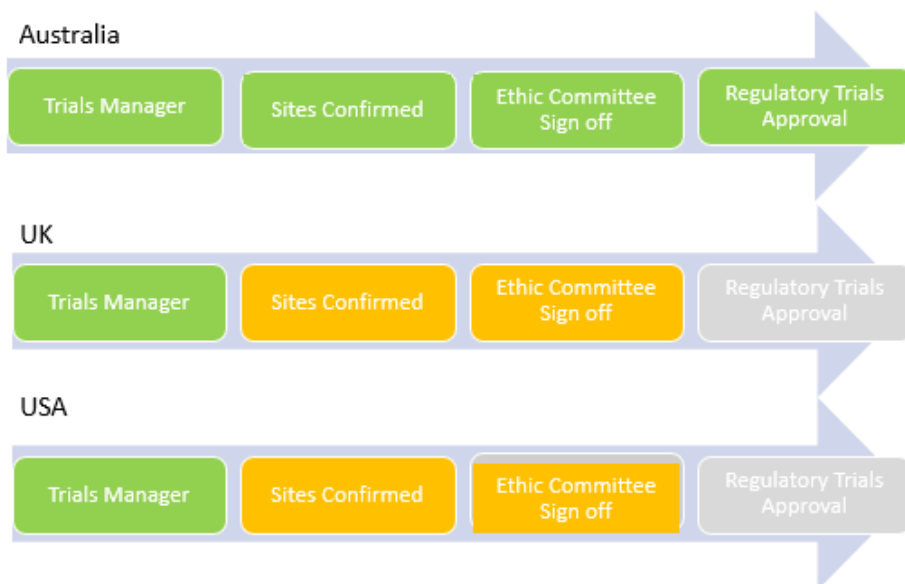 Australia
Trials Manager
Sites Confirmed
Ethic Committee
Sign off
Regulatory Trials
Approval
UK
Trials Manager
Sites Confirmed
Ethic Committee
Sign off
Regulatory Trials
Approval
USA
Trials Manager
Sites Confirmed
Ethic Committee
Sign off
Regulatory Trials
Approval